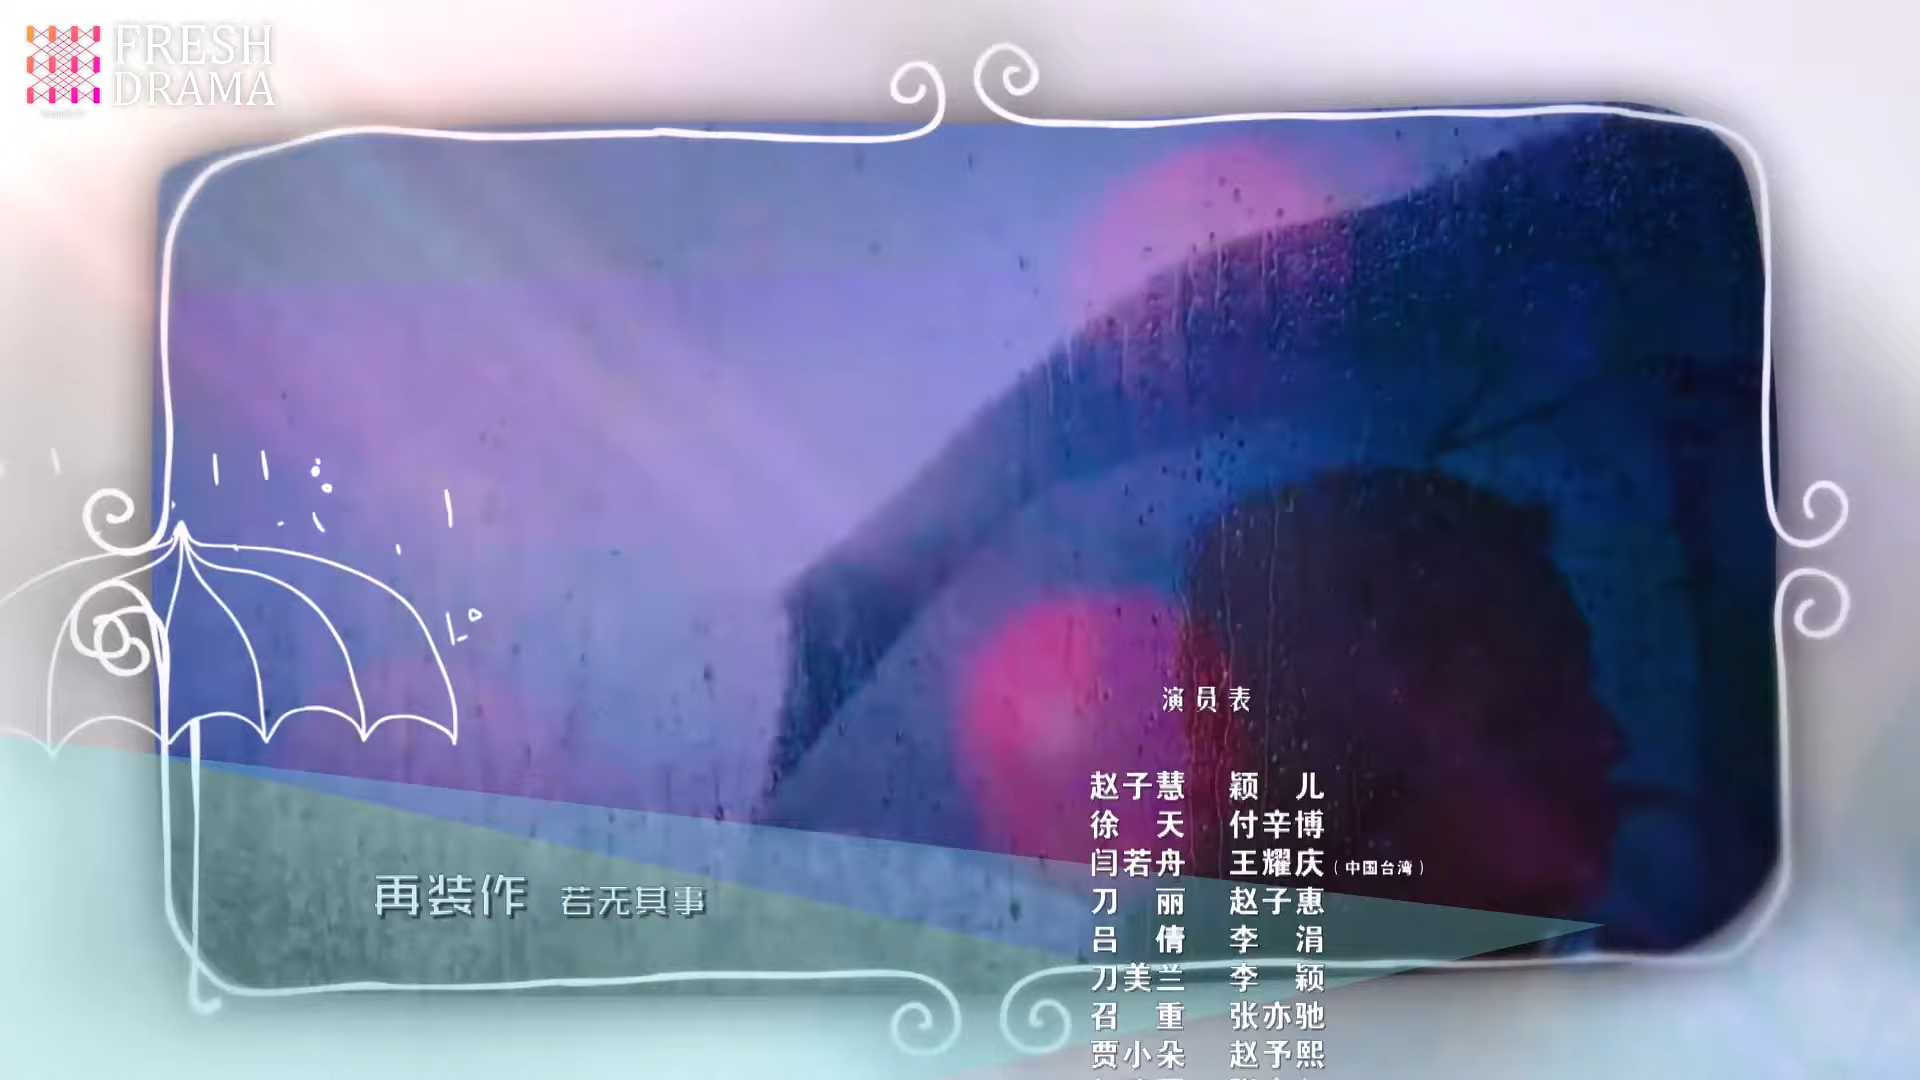 FRESH
DRAMA
演员表
赵子慧 颖 儿
徐 天 付辛博
闫若舟 王耀庆（中国台湾）
刀 丽 赵子惠
吕 倩 李 涓
刀美兰 李 颖
召 重 张亦驰
贾小朵 赵予熙
再装作 若无其事